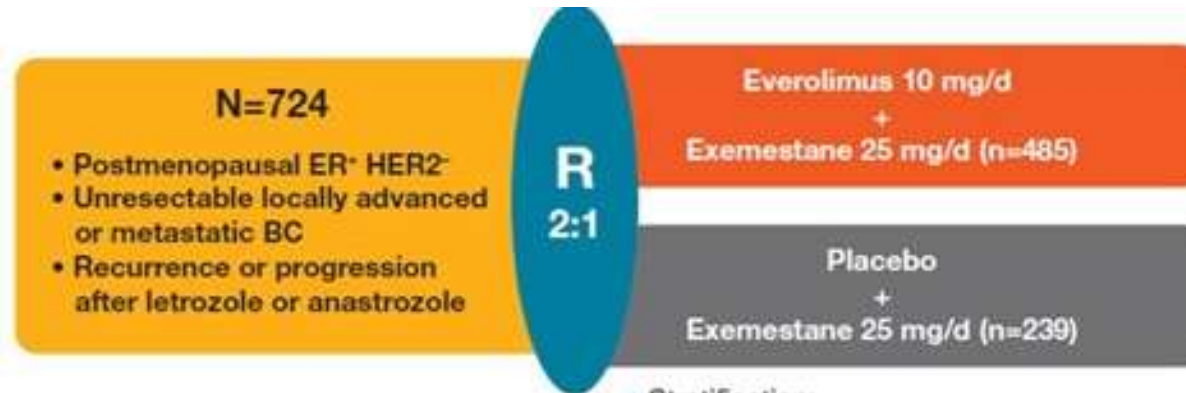 N=724
• Postmenopausal ER⁺ HER2⁻
• Unresectable locally advanced
or metastatic BC
• Recurrence or progression
after letrozole or anastrozole
R
2:1
Everolimus 10 mg/d
+
Exemestane 25 mg/d (n=485)
Placebo
+
Exemestane 25 mg/d (n=239)